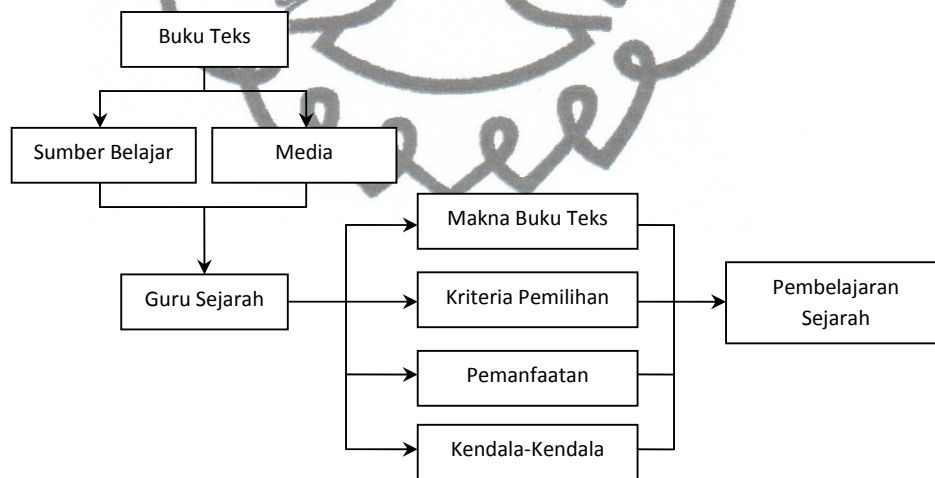 Buku Teks
Sumber Belajar
Media
Makna Buku Teks
Guru Sejarah
Kriteria Pemilihan
Pembelajaran
Sejarah
Pemanfaatan
Kendala-Kendala